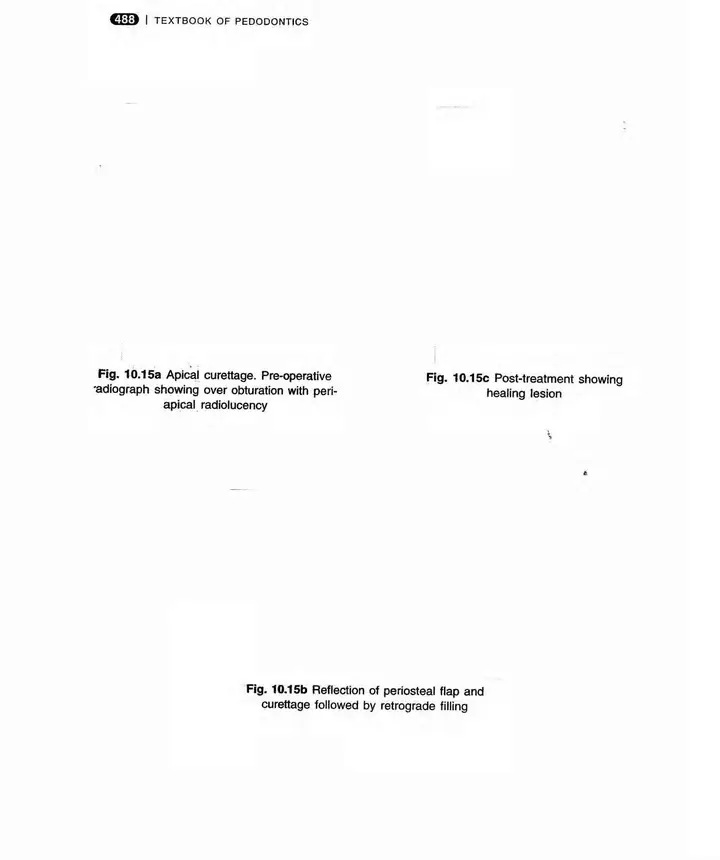 488 | TEXTBOOK OF PEDODONTICS
Fig. 10.15a Apical curettage. Pre-operative
radiograph showing over obturation with peri-
apical radiolucency
Fig. 10.15c Post-treatment showing
healing lesion
Fig. 10.15b Reflection of periosteal flap and
curettage followed by retrograde filling